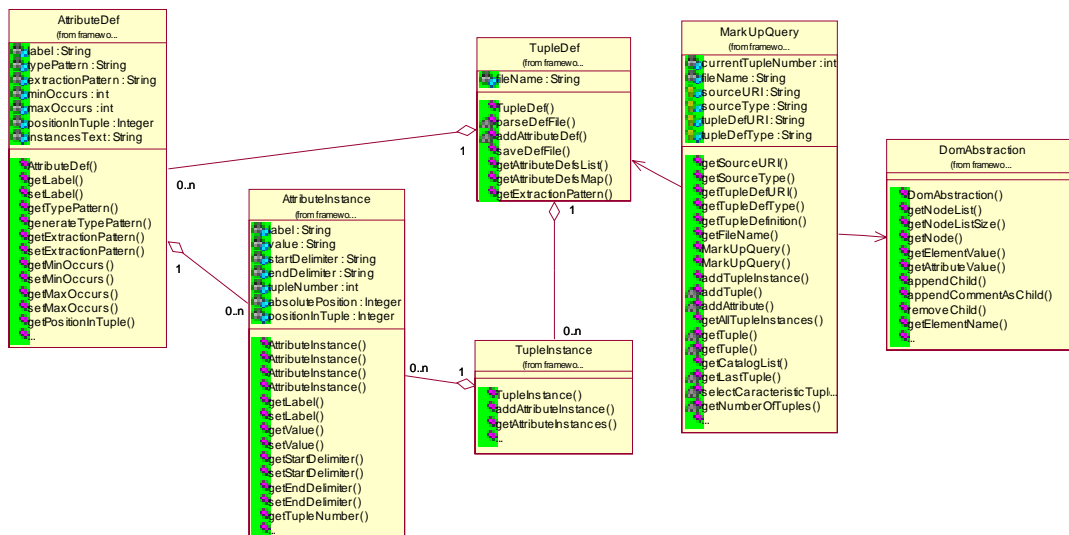 AttributeDef
(from framewo...
label : String
typePattern : String
extractionPattern : String
minOccurs : int
maxOccurs : int
positionInTuple : Integer
instancesText : String
AttributeDef()
getLabel()
setLabel()
getTypePattern()
generateTypePattern()
getExtractionPattern()
setExtractionPattern()
getMinOccurs()
setMinOccurs()
getMaxOccurs()
setMaxOccurs()
getPositionInTuple()
...
0..n
1
1
0..n
AttributeInstance
(from framewo...
label : String
value : String
startDelimiter : String
endDelimiter : String
tupleNumber : int
absolutePosition : Integer
positionInTuple : Integer
AttributeInstance()
AttributeInstance()
AttributeInstance()
AttributeInstance()
getLabel()
setLabel()
getValue()
setValue()
getStartDelimiter()
setStartDelimiter()
getEndDelimiter()
setEndDelimiter()
getTupleNumber()
...
0..n
1
TupleDef
(from framewo...
fileName : String
TupleDef()
parseDefFile()
addAttributeDef()
saveDefFile()
getAttributeDefsList()
getAttributeDefsMap()
getExtractionPattern()
1
0..n
TupleInstance
(from framewo...
TupleInstance()
addAttributeInstance()
getAttributeInstances()
...
MarkUpQuery
(from framewo...
currentTupleNumber : int
fileName : String
sourceURI : String
sourceType : String
tupleDefURI : String
tupleDefType : String
getSourceURI()
getSourceType()
getTupleDefURI()
getTupleDefType()
getTupleDefinition()
getFileName()
MarkUpQuery()
MarkUpQuery()
addTupleInstance()
addTuple()
addAttribute()
getAllTupleInstances()
getTuple()
getTuple()
getCatalogList()
getLastTuple()
selectCaracteristicTupl...
getNumberOfTuples()
...
DomAbstraction
(from framewo...
DomAbstraction()
getNodeList()
getNodeListSize()
getNode()
getElementValue()
getAttributeValue()
appendChild()
appendCommentAsChild()
removeChild()
getElementName()
...